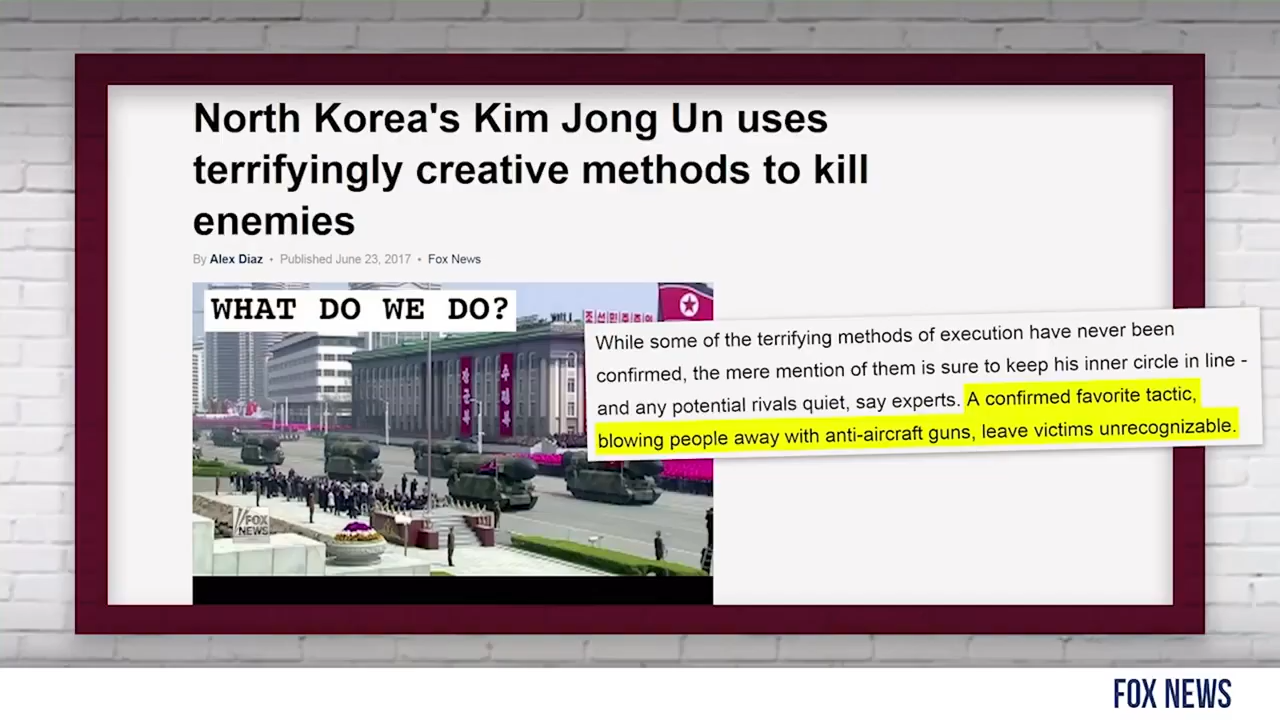 North Korea's Kim Jong Un uses
terrifyingly creative methods to kill
enemies
By Alex Diaz • Published June 23, 2017 • Fox News
WHAT DO WE DO?
While some of the terrifying methods of execution have never been
confirmed, the mere mention of them is sure to keep his inner circle in line -
and any potential rivals quiet, say experts. A confirmed favorite tactic,
blowing people away with anti-aircraft guns, leave victims unrecognizable.
FOX
NEWS
FOX NEWS